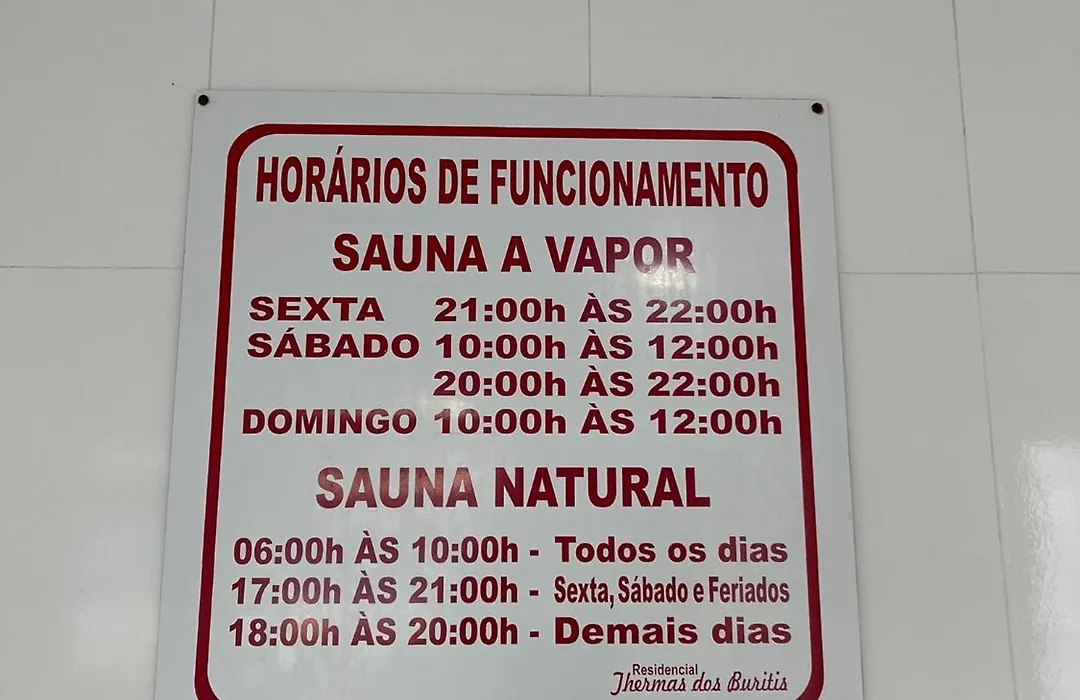 HORÁRIOS DE FUNCIONAMENTO
SAUNA A VAPOR
SEXTA 21:00h ÀS 22:00h
SÁBADO 10:00h ÀS 12:00h
20:00h ÀS 22:00h
DOMINGO 10:00h ÀS 12:00h
SAUNA NATURAL
06:00h ÀS 10:00h - Todos os dias
17:00h ÀS 21:00h - Sexta, Sábado e Feriados
18:00h ÀS 20:00h - Demais dias
Residencial
Thermas dos Buritis